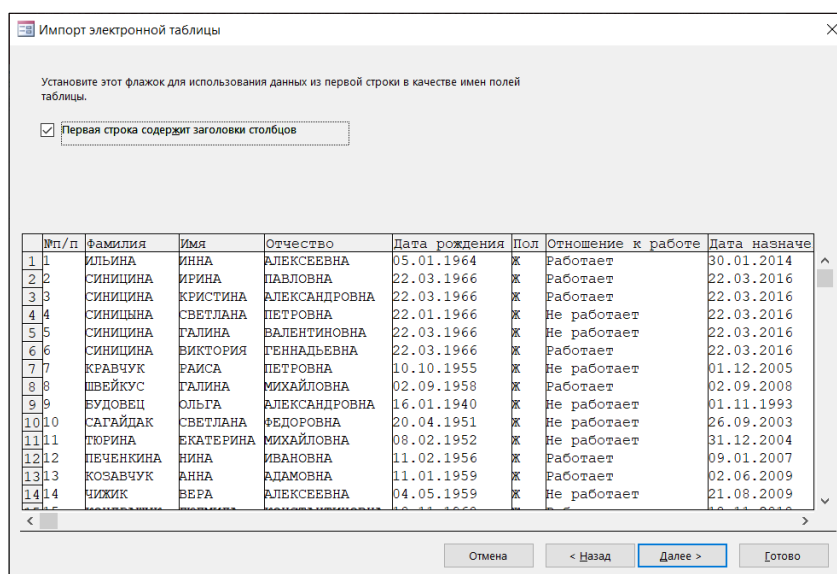 Импорт электронной таблицы
Установите этот флажок для использования данных из первой строки в качестве имен полей
таблицы.
Первая строка содержит заголовки столбцов
№п/п Фамилия Имя Отчество Дата рождения Пол Отношение к работе Дата назначе
1 1 ИЛЬИНА ИННА АЛЕКСЕЕВНА 05.01.1964 Ж Работает 30.01.2014
2 2 СИНИЦИНА ИРИНА ПАВЛОВНА 22.03.1966 Ж Работает 22.03.2016
3 3 СИНИЦИНА КРИСТИНА АЛЕКСАНДРОВНА 22.03.1966 Ж Работает 22.03.2016
4 4 СИНИЦЫНА СВЕТЛАНА ПЕТРОВНА 22.01.1966 Ж Не работает 22.03.2016
5 5 СИНИЦИНА ГАЛИНА ВАЛЕНТИНОВНА 22.03.1966 Ж Не работает 22.03.2016
6 6 СИНИЦИНА ВИКТОРИЯ ГЕННАДЬЕВНА 22.03.1966 Ж Работает 22.03.2016
7 7 КРАВЧУК РАИСА ПЕТРОВНА 10.10.1955 Ж Не работает 01.12.2005
8 8 ШВЕЙКУС ГАЛИНА МИХАЙЛОВНА 02.09.1958 Ж Работает 02.09.2008
9 9 БУДОВЕЦ ОЛЬГА АЛЕКСАНДРОВНА 16.01.1940 Ж Не работает 01.11.1993
10 10 САГАЙДАК СВЕТЛАНА ФЕДОРОВНА 20.04.1951 Ж Не работает 26.09.2003
11 11 ТЮРИНА ЕКАТЕРИНА МИХАЙЛОВНА 08.02.1952 Ж Не работает 31.12.2004
12 12 ПЕЧЕНКИНА НИНА ИВАНОВНА 11.02.1956 Ж Работает 09.01.2007
13 13 КОЗАВЧУК АННА АДАМОВНА 11.01.1959 Ж Работает 02.06.2009
14 14 ЧИЖИК ВЕРА АЛЕКСЕЕВНА 04.05.1959 Ж Не работает 21.08.2009
Отмена < Назад Далее > Готово